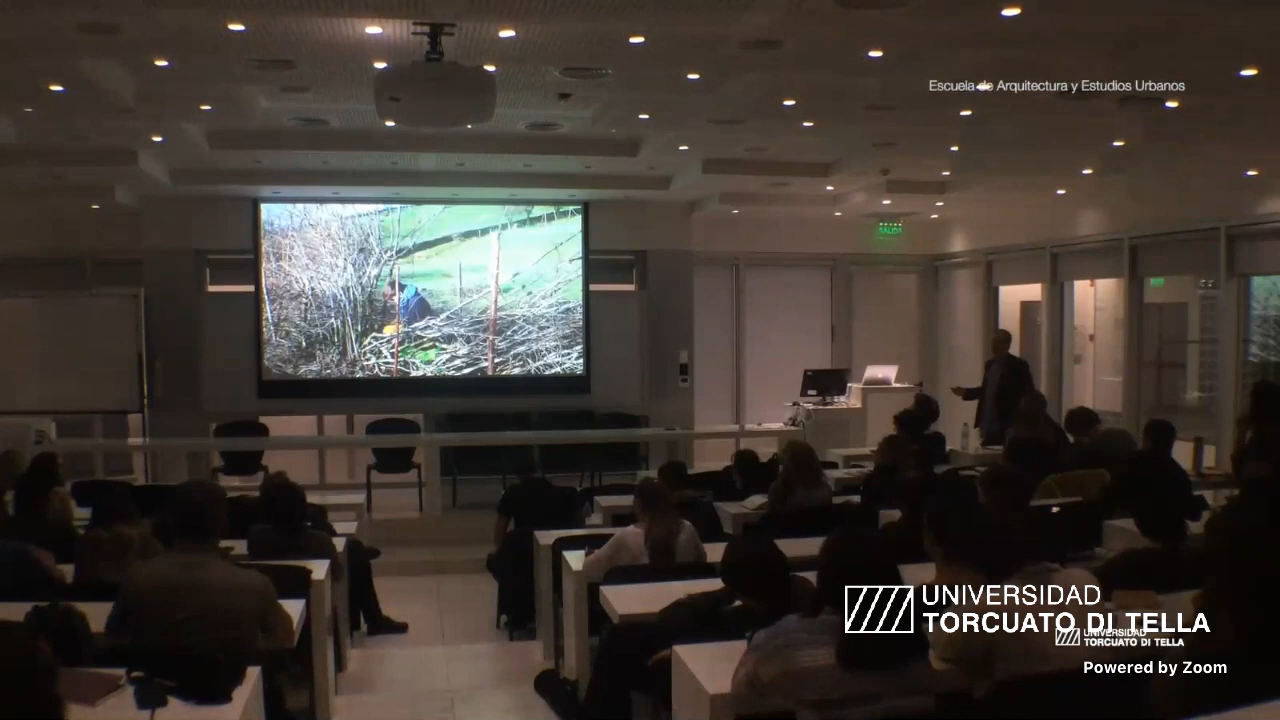 Escuela de Arquitectura y Estudios Urbanos
SALIDA
UNIVERSIDAD
TORCUATO DI TELLA
UNIVERSIDAD
TORCUATO DI TELLA
Powered by Zoom